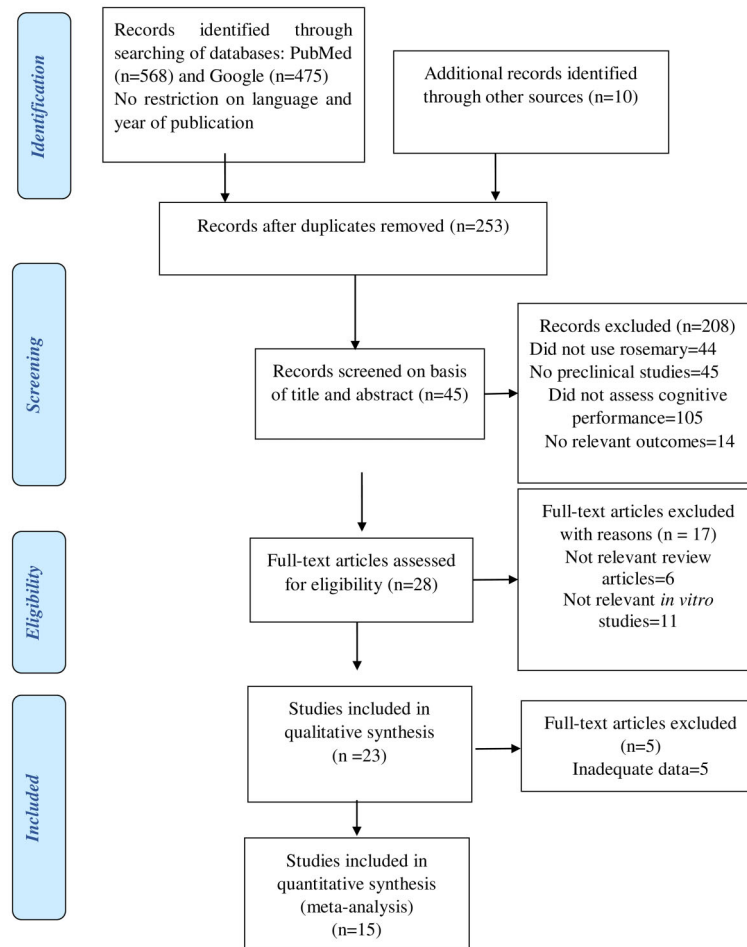 Identification
Records identified through
searching of databases: PubMed
(n=568) and Google (n=475)
No restriction on language and
year of publication
Additional records identified
through other sources (n=10)
Records after duplicates removed (n=253)
Screening
Records screened on basis
of title and abstract (n=45)
Records excluded (n=208)
Did not use rosemary=44
No preclinical studies=45
Did not assess cognitive
performance=105
No relevant outcomes=14
Eligibility
Full-text articles assessed
for eligibility (n=28)
Full-text articles excluded
with reasons (n = 17)
Not relevant review
articles=6
Not relevant in vitro
studies=11
Included
Studies included in
qualitative synthesis
(n =23)
Full-text articles excluded
(n=5)
Inadequate data=5
Studies included in
quantitative synthesis
(meta-analysis)
(n=15)